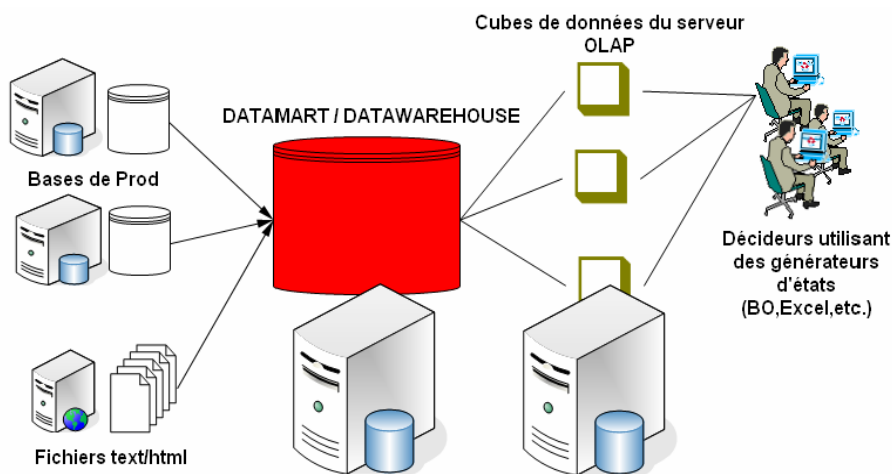 Cubes de données du serveur
OLAP
DATAMART / DATAWAREHOUSE
Bases de Prod
Décideurs utilisant
des générateurs
d'états
(BO,Excel,etc.)
Fichiers text/html